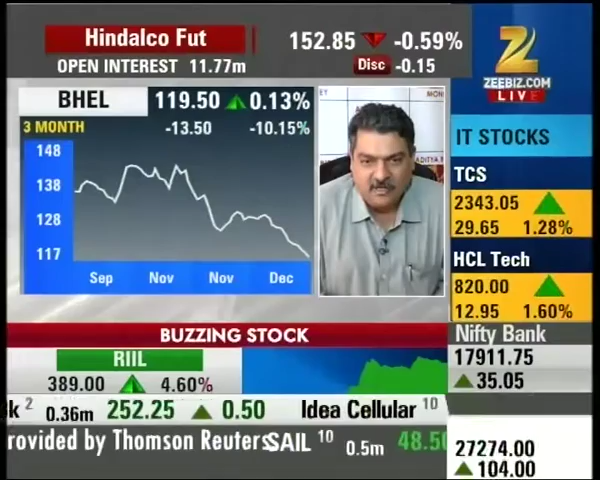 Hindalco Fut
152.85 -0.59%
OPEN INTEREST 11.77m
Disc -0.15
ZEEBIZ.COM
LIVE
BHEL 119.50 0.13%
3 MONTH -13.50 -10.15%
148
138
128
117
Sep Nov Nov Dec
ADITYA
IT STOCKS
TCS
2343.05
29.65 1.28%
HCL Tech
820.00
12.95 1.60%
BUZZING STOCK
RIIL
389.00 4.60%
Nifty Bank
17911.75
35.05
2 0.36m 252.25 0.50 Idea Cellular 10
rovided by Thomson Reuters SAIL 10 0.5m 48.50
27274.00
104.00